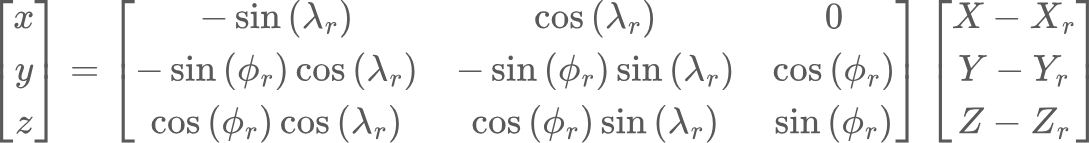 [x] = [−sin(λᵣ) cos(λᵣ) 0] [X − Xᵣ]
[y] = [−sin(ϕᵣ)cos(λᵣ) −sin(ϕᵣ)sin(λᵣ) cos(ϕᵣ)] [Y − Yᵣ]
[z] = [cos(ϕᵣ)cos(λᵣ) cos(ϕᵣ)sin(λᵣ) sin(ϕᵣ)] [Z − Zᵣ]